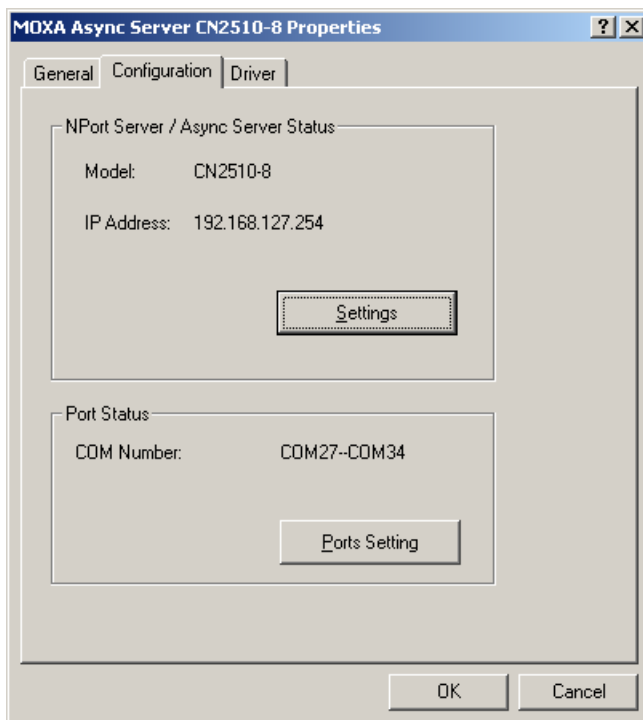 MOXA Async Server CN2510-8 Properties
?
General Configuration Driver
NPort Server / Async Server Status
Model: CN2510-8
IP Address: 192.168.127.254
Settings
Port Status
COM Number: COM27--COM34
Ports Setting
OK Cancel